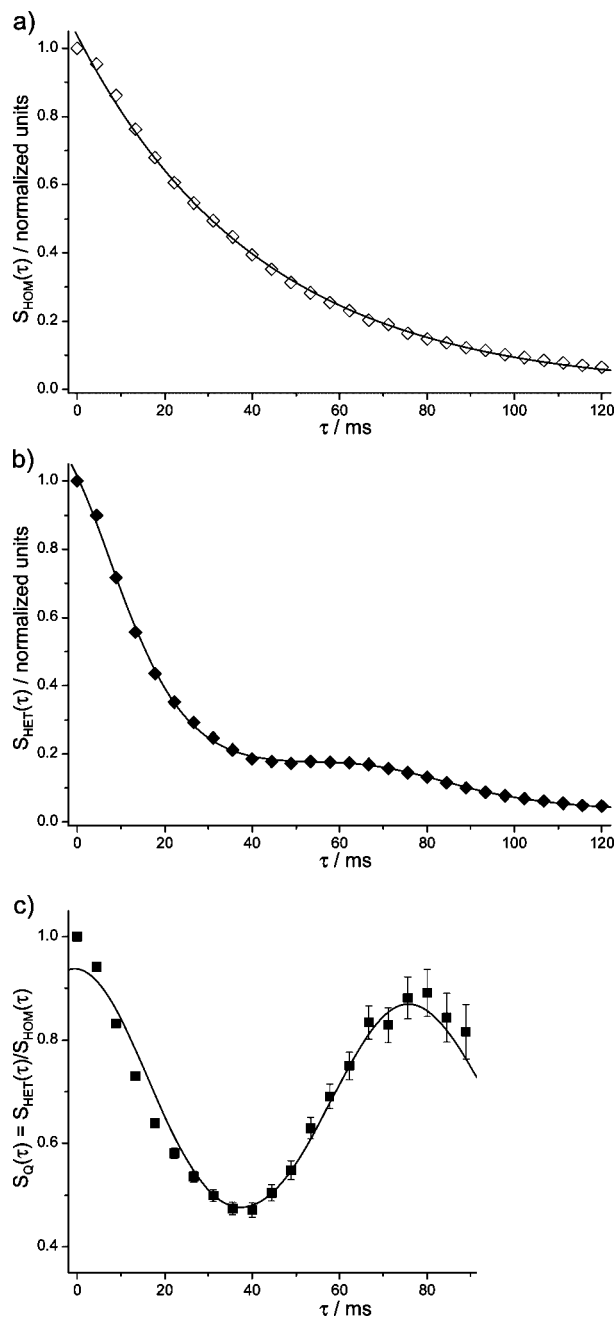 a)
1.0
0.8
0.6
0.4
0.2
0.0
S_HOM(τ) / normalized units
0 20 40 60 80 100 120
τ / ms
b)
1.0
0.8
0.6
0.4
0.2
0.0
S_HET(τ) / normalized units
0 20 40 60 80 100 120
τ / ms
c)
1.0
0.8
0.6
0.4
S_Q(τ) = S_HET(τ)/S_HOM(τ)
0 20 40 60 80
τ / ms